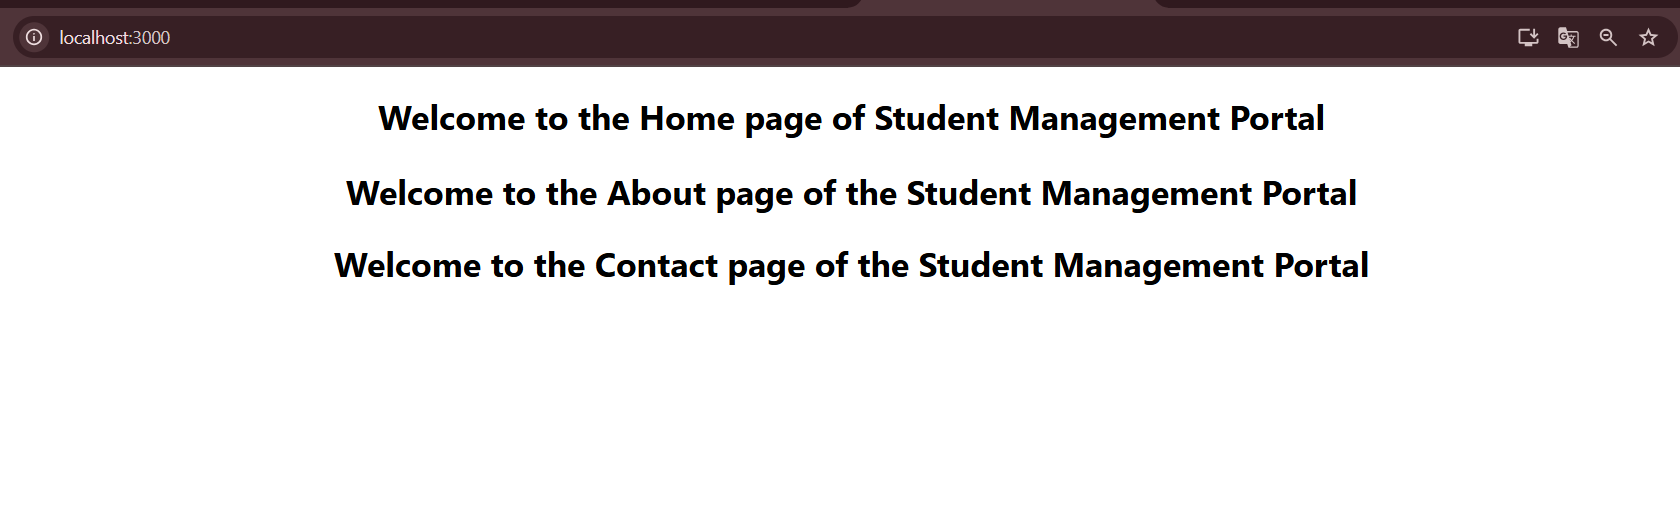 localhost:3000
Welcome to the Home page of Student Management Portal
Welcome to the About page of the Student Management Portal
Welcome to the Contact page of the Student Management Portal